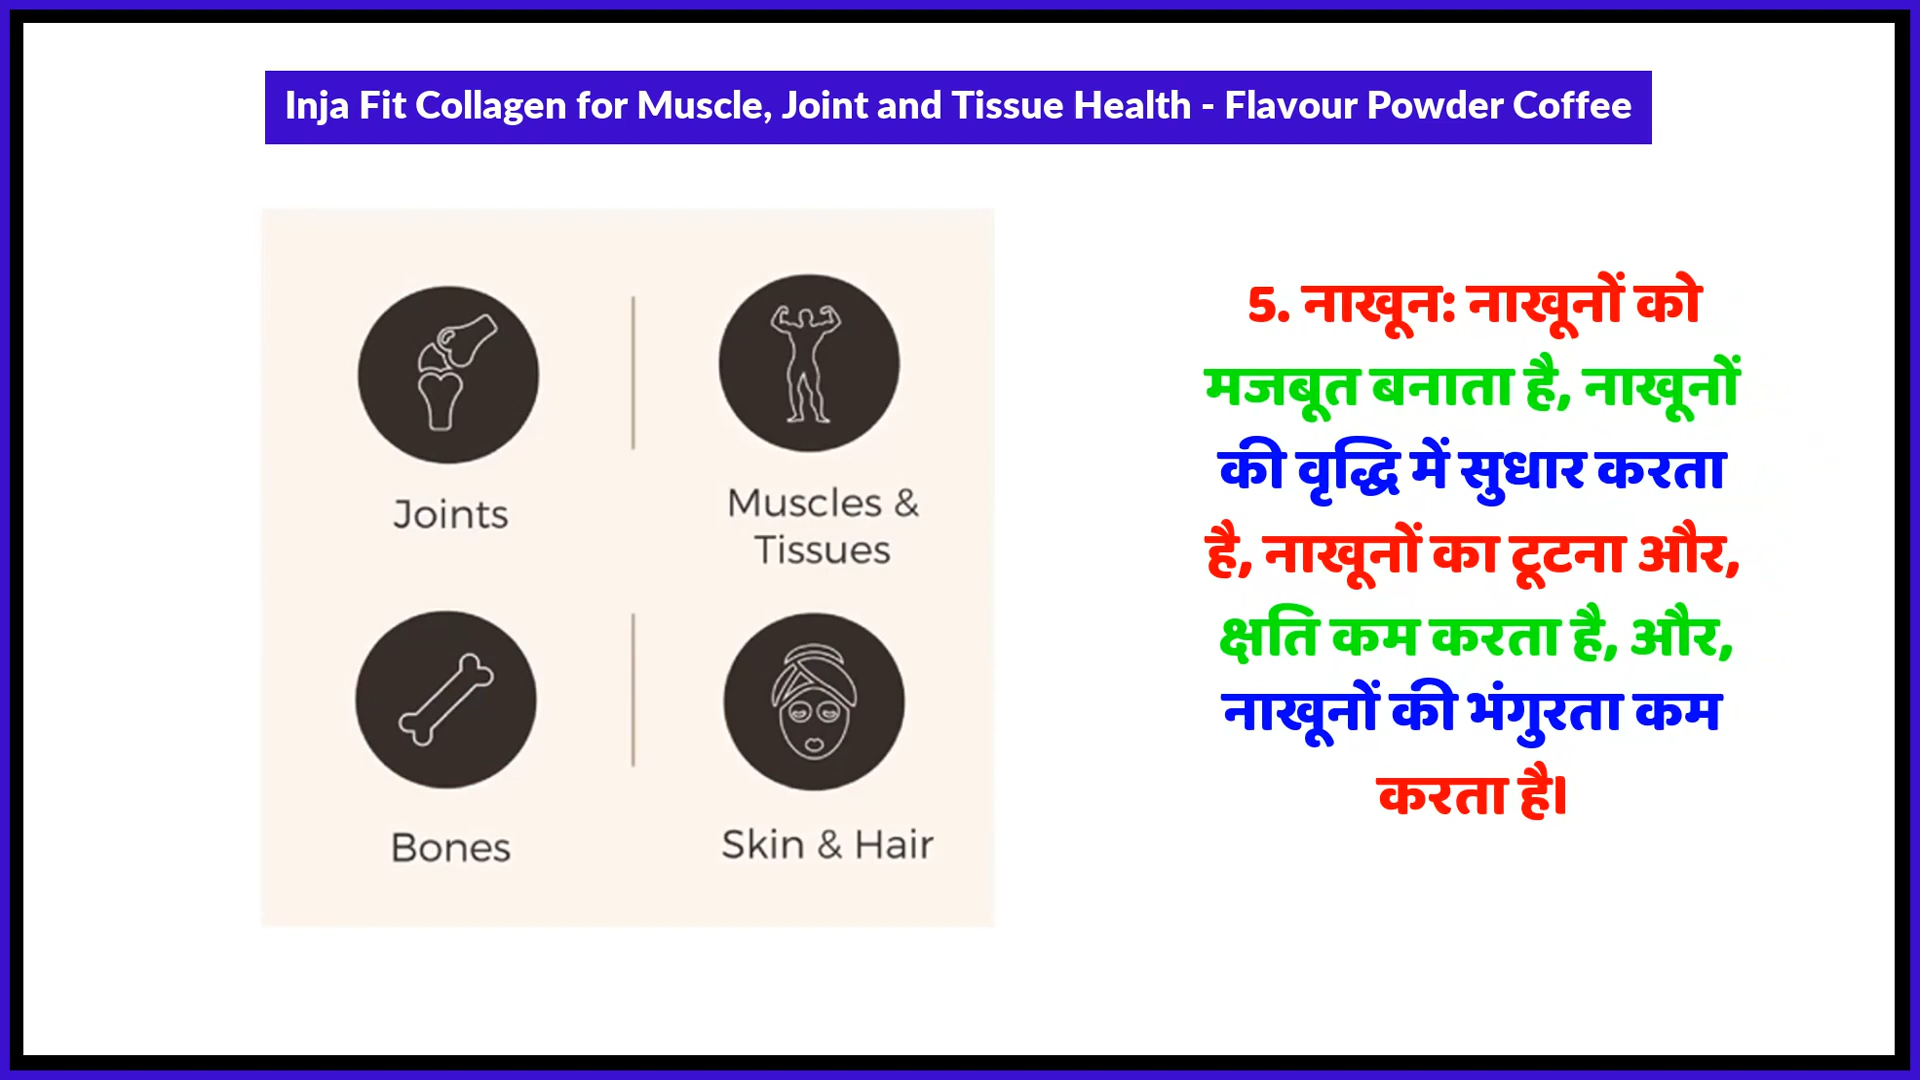 Inja Fit Collagen for Muscle, Joint and Tissue Health - Flavour Powder Coffee
Joints
Muscles &
Tissues
Bones
Skin & Hair
5. नाखून: नाखूनों को
मजबूत बनाता है, नाखूनों
की वृद्धि में सुधार करता
है, नाखूनों का टूटना और,
क्षति कम करता है, और,
नाखूनों की भंगुरता कम
करता है।